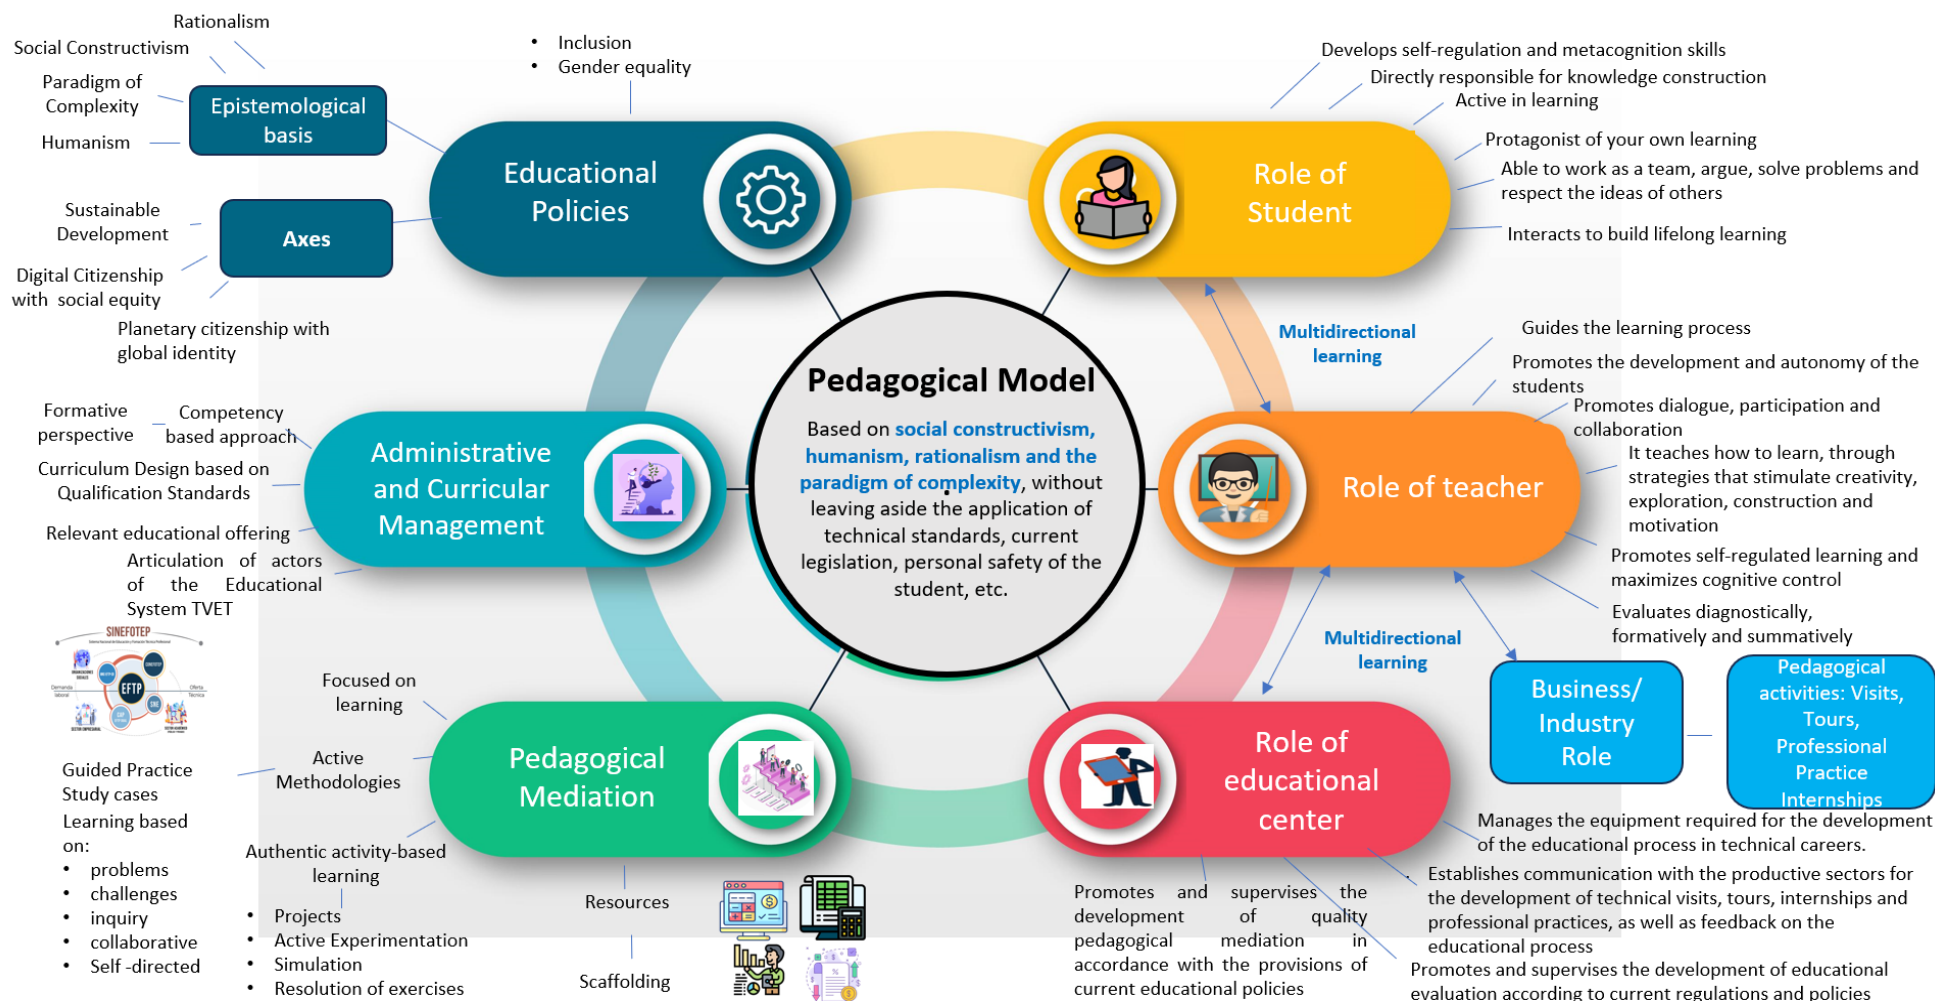 Rationalism
Social Constructivism
Paradigm of
Complexity
Humanism
Epistemological
basis
• Inclusion
• Gender equality
Educational
Policies
Sustainable
Development
Axes
Digital Citizenship
with social equity
Planetary citizenship with
global identity
Develops self-regulation and metacognition skills
Directly responsible for knowledge construction
Active in learning
Protagonist of your own learning
Able to work as a team, argue, solve problems and
respect the ideas of others
Interacts to build lifelong learning
Role of
Student
Multidirectional
learning
Pedagogical Model
Based on social constructivism,
humanism, rationalism and the
paradigm of complexity, without
leaving aside the application of
technical standards, current
legislation, personal safety of the
student, etc.
Formative
perspective
Competency
based approach
Curriculum Design based on
Qualification Standards
Relevant educational offering
Articulation of actors
of the Educational
System TVET
Administrative
and Curricular
Management
SINEFOTEP
EFTP
Demanda
laboral
Oferta
Técnica
SECTOR EMPRESARIAL
Guides the learning process
Promotes the development and autonomy of the
students
Promotes dialogue, participation and
collaboration
It teaches how to learn, through
strategies that stimulate creativity,
exploration, construction and
motivation
Promotes self-regulated learning and
maximizes cognitive control
Evaluates diagnostically,
formatively and summatively
Role of teacher
Multidirectional
learning
Business/
Industry
Role
Pedagogical
activities: Visits,
Tours,
Professional
Practice
Internships
Focused on
learning
Active
Methodologies
Guided Practice
Study cases
Learning based
on:
• problems
• challenges
• inquiry
• collaborative
• Self -directed
Authentic activity-based
learning
• Projects
• Active Experimentation
• Simulation
• Resolution of exercises
Pedagogical
Mediation
Resources
Scaffolding
Role of
educational
center
Manages the equipment required for the development
of the educational process in technical careers.
Establishes communication with the productive sectors for
the development of technical visits, tours, internships and
professional practices, as well as feedback on the
educational process
Promotes and supervises the
development of quality
pedagogical mediation in
accordance with the provisions of
current educational policies
Promotes and supervises the development of educational
evaluation according to current regulations and policies